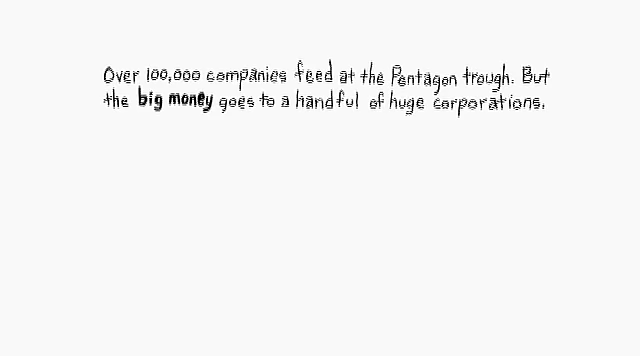 Over 100,000 companies feed at the Pentagon trough. But
the big money goes to a handful of huge corporations.